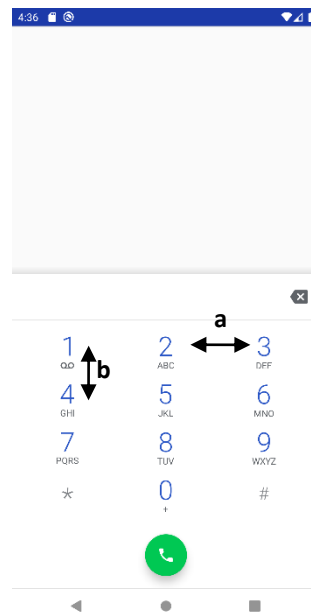 4:36
a
1 2 3
ABC DEF
b
4 5 6
GHI JKL MNO
7 8 9
PQRS TUV WXYZ
* 0 #
+